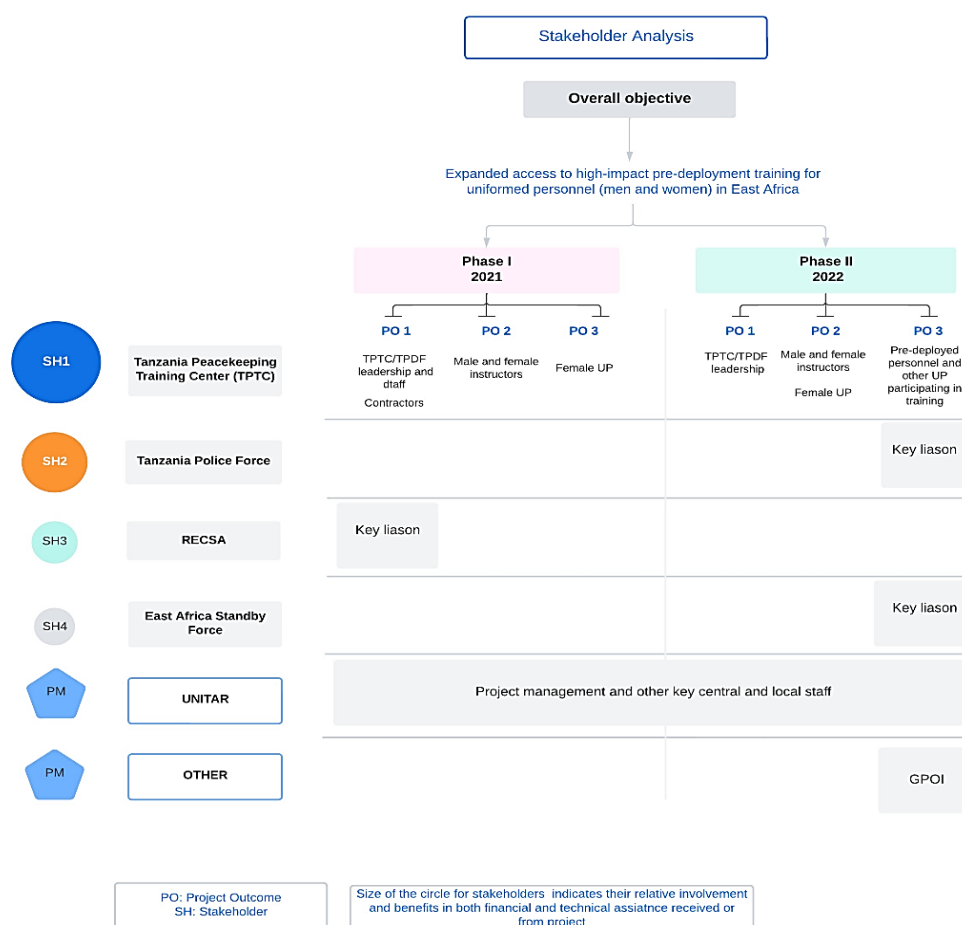 Stakeholder Analysis
Overall objective
Expanded access to high-impact pre-deployment training for
uniformed personnel (men and women) in East Africa
Phase I
2021
Phase II
2022
PO 1
PO 2
PO 3
PO 1
PO 2
PO 3
SH1
Tanzania Peacekeeping
Training Center (TPTC)
TPTC/TPDF
leadership and
dtaff
Contractors
Male and female
instructors
Female UP
TPTC/TPDF
leadership
Male and female
instructors
Female UP
Pre-deployed
personnel and
other UP
participating in
training
SH2
Tanzania Police Force
Key liason
SH3
RECSA
Key liason
SH4
East Africa Standby
Force
Key liason
PM
UNITAR
Project management and other key central and local staff
PM
OTHER
GPOI
PO: Project Outcome
SH: Stakeholder
Size of the circle for stakeholders indicates their relative involvement
and benefits in both financial and technical assiatnce received or
from project